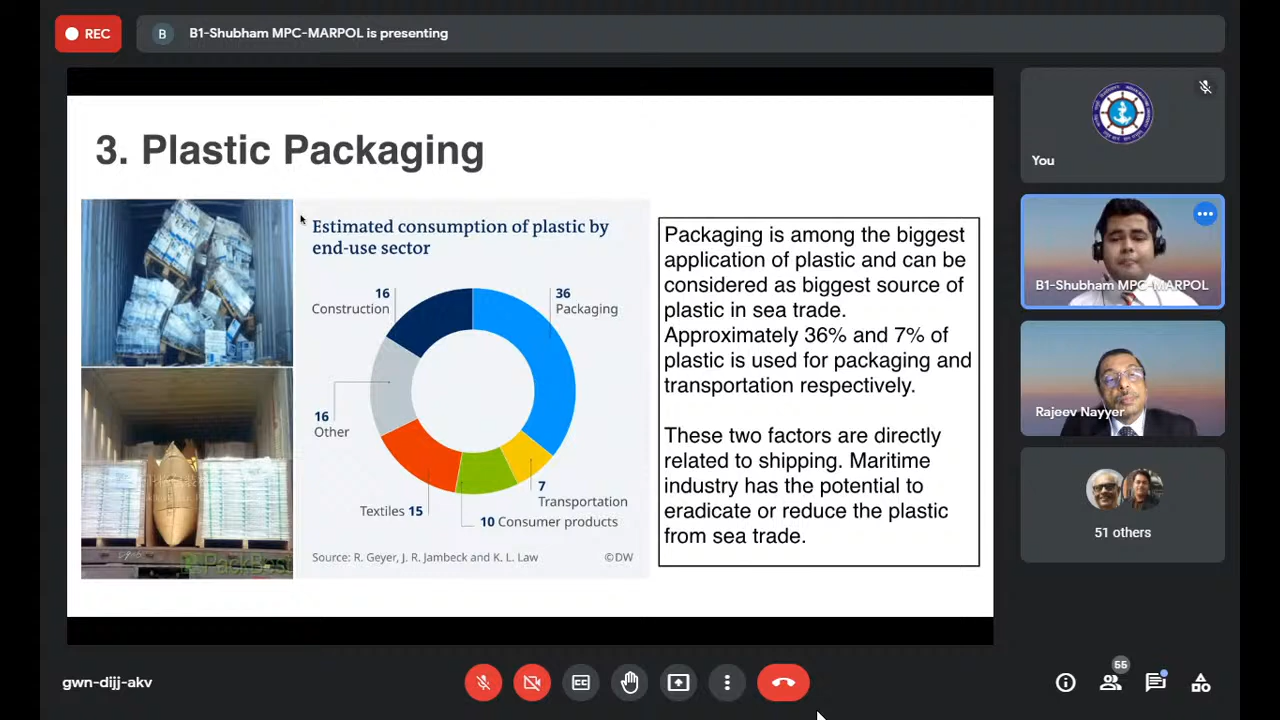 REC
B
B1-Shubham MPC-MARPOL is presenting
3. Plastic Packaging
Estimated consumption of plastic by
end-use sector
16
Construction
36
Packaging
16
Other
7
Transportation
Textiles 15
10 Consumer products
Source: R. Geyer, J. R. Jambeck and K. L. Law
©DW
Packaging is among the biggest
application of plastic and can be
considered as biggest source of
plastic in sea trade.
Approximately 36% and 7% of
plastic is used for packaging and
transportation respectively.
These two factors are directly
related to shipping. Maritime
industry has the potential to
eradicate or reduce the plastic
from sea trade.
You
B1-Shubham MPC-MARPOL
Rajeev Nayyer
51 others
gwn-dijj-akv
CC
55